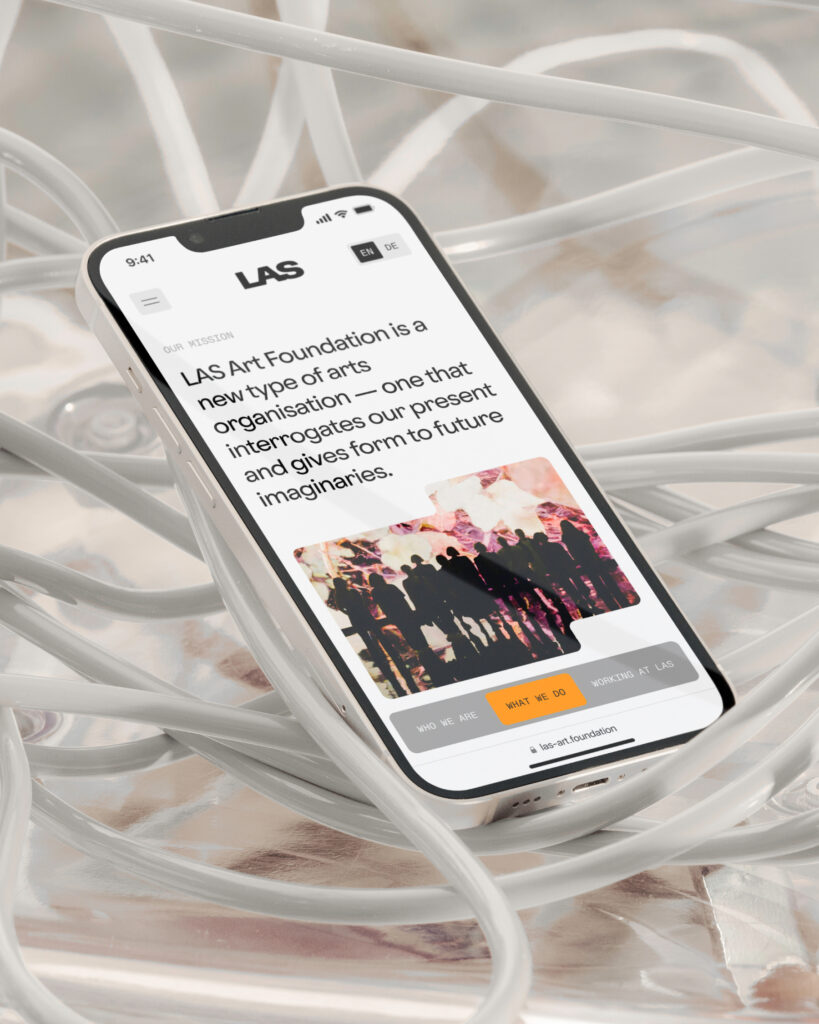 9:41
LAS
EN DE
OUR MISSION
LAS Art Foundation is a
new type of arts
organisation — one that
interrogates our present
and gives form to future
imaginaries.
WHO WE ARE WHAT WE DO WORKING AT LAS
las-art.foundation